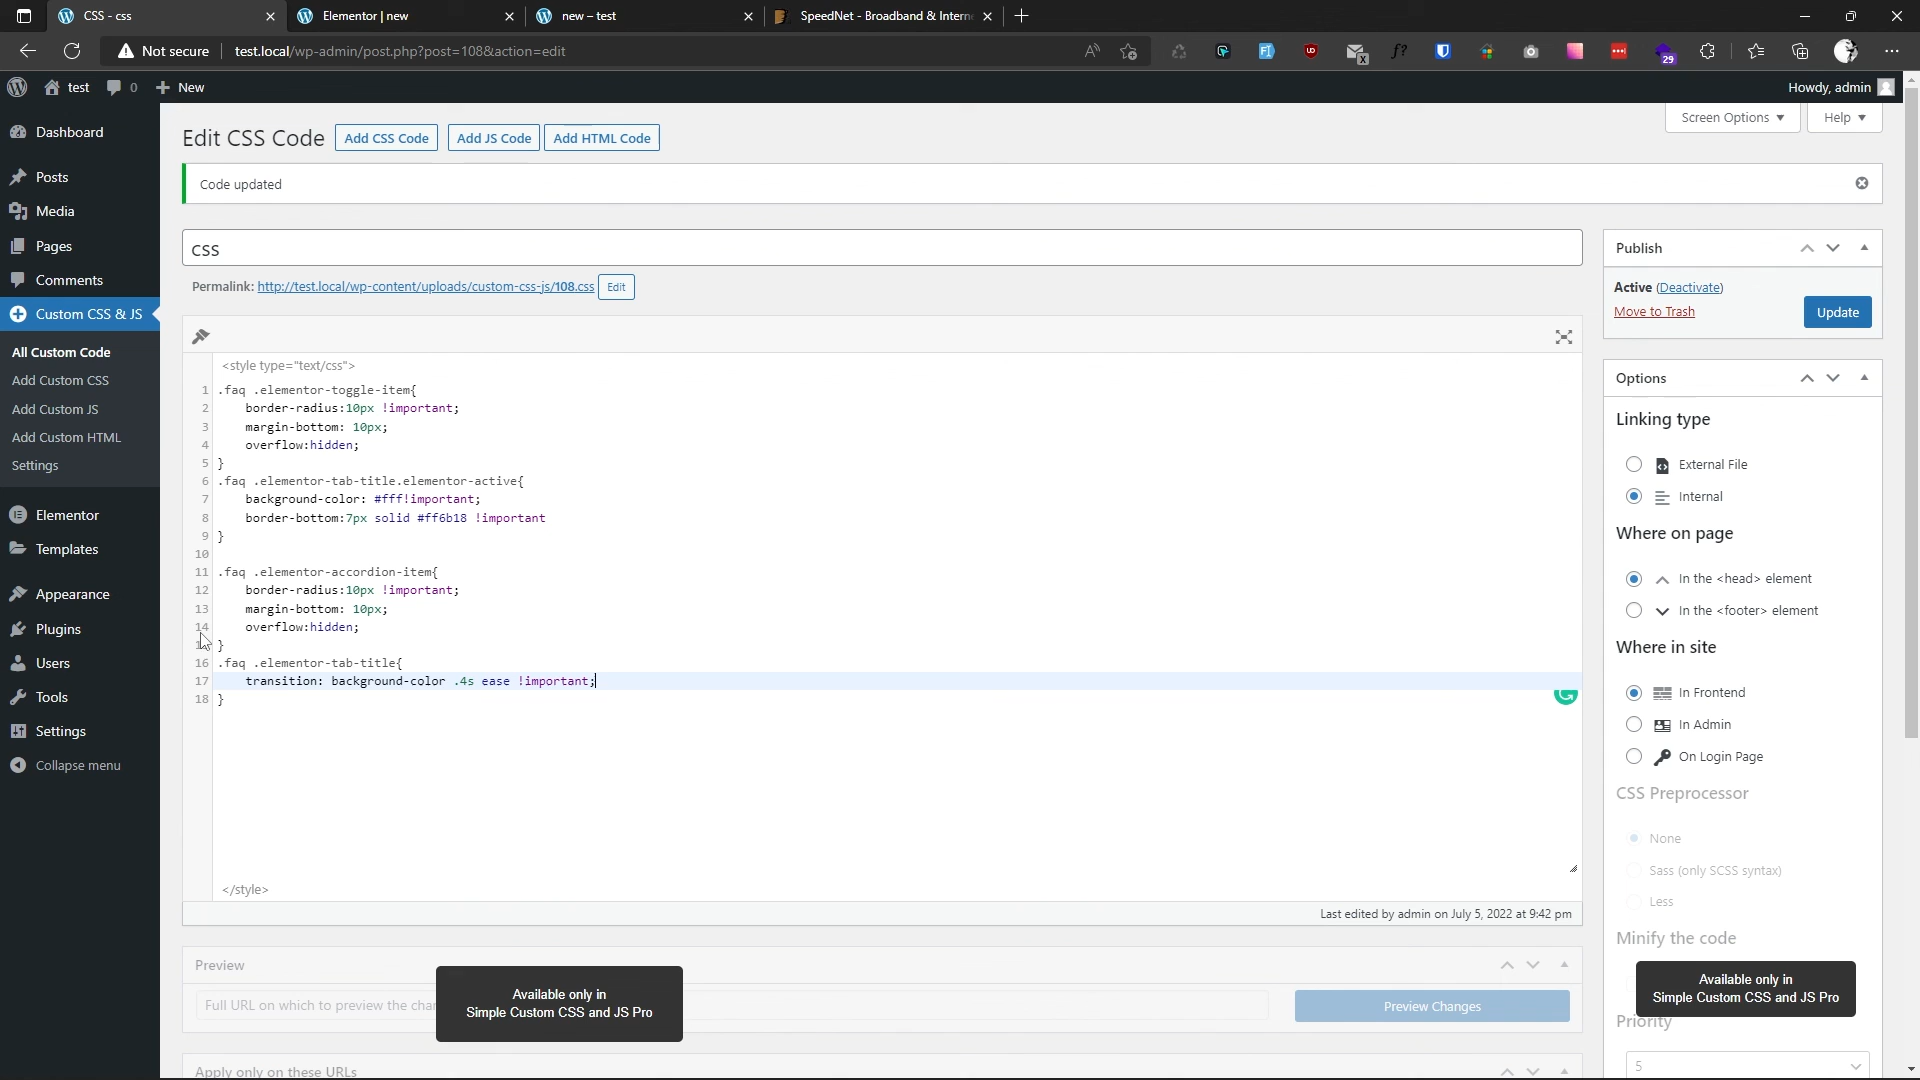 CSS - css
Elementor | new
new – test
SpeedNet - Broadband & Intern
Not secure
test.local/wp-admin/post.php?post=108&action=edit
29
test
0
New
Howdy, admin
Dashboard
Posts
Media
Pages
Comments
Custom CSS & JS
All Custom Code
Add Custom CSS
Add Custom JS
Add Custom HTML
Settings
Elementor
Templates
Appearance
Plugins
Users
Tools
Settings
Collapse menu
Edit CSS Code
Add CSS Code
Add JS Code
Add HTML Code
Screen Options
Help
Code updated
CSS
Permalink: http://test.local/wp-content/uploads/custom-css-js/108.css Edit
<style type="text/css">
1 .faq .elementor-toggle-item{
2 border-radius:10px !important;
3 margin-bottom: 10px;
4 overflow:hidden;
5 }
6 .faq .elementor-tab-title.elementor-active{
7 background-color: #fff!important;
8 border-bottom:7px solid #ff6b18 !important
9 }
10
11 .faq .elementor-accordion-item{
12 border-radius:10px !important;
13 margin-bottom: 10px;
14 overflow:hidden;
}
16 .faq .elementor-tab-title{
17 transition: background-color .4s ease !important;
18 }
</style>
Last edited by admin on July 5, 2022 at 9:42 pm
Preview
Full URL on which to preview the cha
Available only in
Simple Custom CSS and JS Pro
Preview Changes
Apply only on these URLs
Publish
Active (Deactivate)
Move to Trash
Update
Options
Linking type
External File
Internal
Where on page
In the <head> element
In the <footer> element
Where in site
In Frontend
In Admin
On Login Page
CSS Preprocessor
None
Sass (only SCSS syntax)
Less
Minify the code
Available only in
Simple Custom CSS and JS Pro
Priority
5